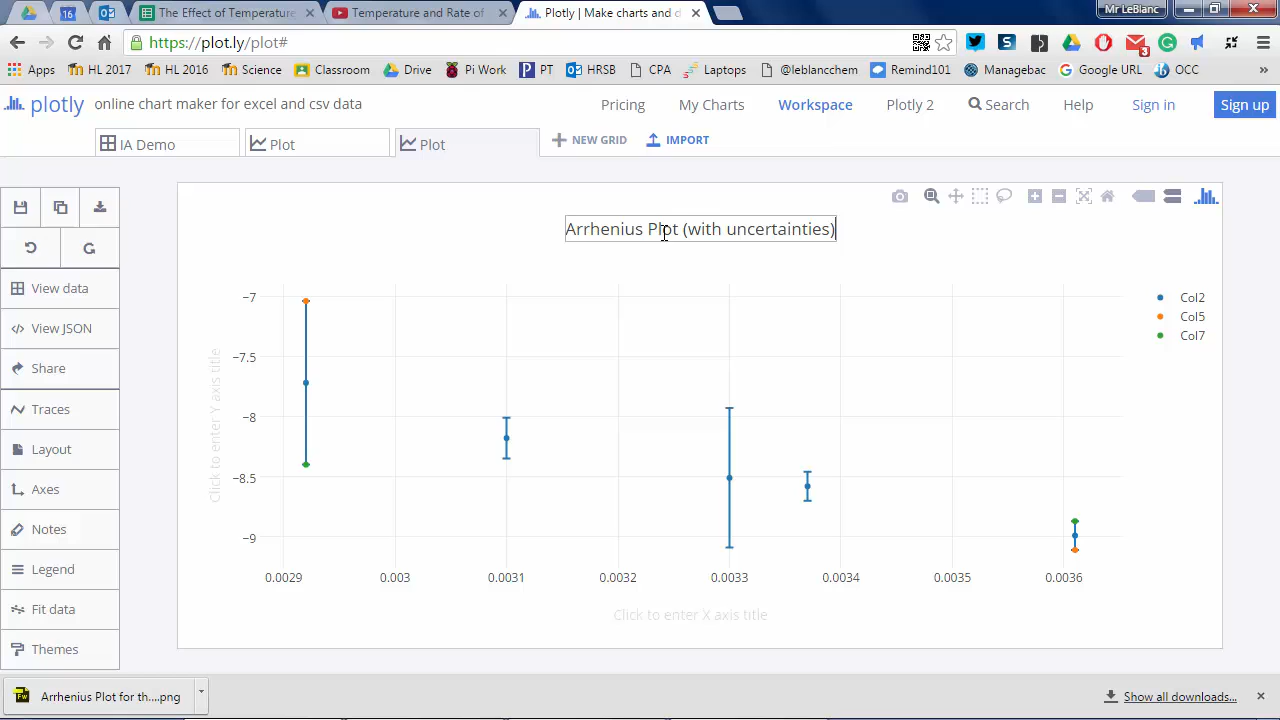 The Effect of Temperature
Temperature and Rate of
Plotly | Make charts and d
Mr LeBlanc
https://plot.ly/plot#
Apps
HL 2017
HL 2016
Science
Classroom
Drive
Pi Work
PT
HRSB
CPA
Laptops
@leblancchem
Remind101
Managebac
Google URL
OCC
»
plotly
online chart maker for excel and csv data
Pricing
My Charts
Workspace
Plotly 2
Search
Help
Sign in
Sign up
IA Demo
Plot
Plot
NEW GRID
IMPORT
Arrhenius Plot (with uncertainties)
View data
View JSON
Share
Traces
Layout
Axes
Notes
Legend
Fit data
Themes
Click to enter Y axis title
−7
−7.5
−8
−8.5
−9
0.0029
0.003
0.0031
0.0032
0.0033
0.0034
0.0035
0.0036
Click to enter X axis title
Col2
Col5
Col7
Arrhenius Plot for th....png
Show all downloads...